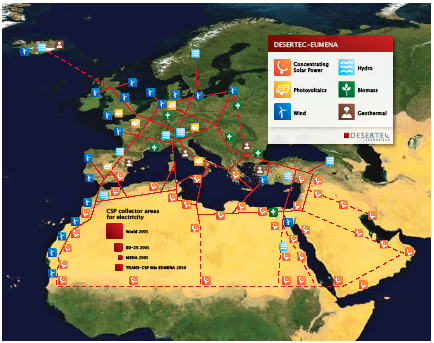 DESERTEC-EUMENA
Concentrating
Solar Power
Photovoltaics
Wind
Hydro
Biomass
Geothermal
DESERTEC
FOUNDATION
CSP collector areas
for electricity
World 2005
EU-25 2005
MENA 2005
TRANS-CSP Mix EUMENA 2050